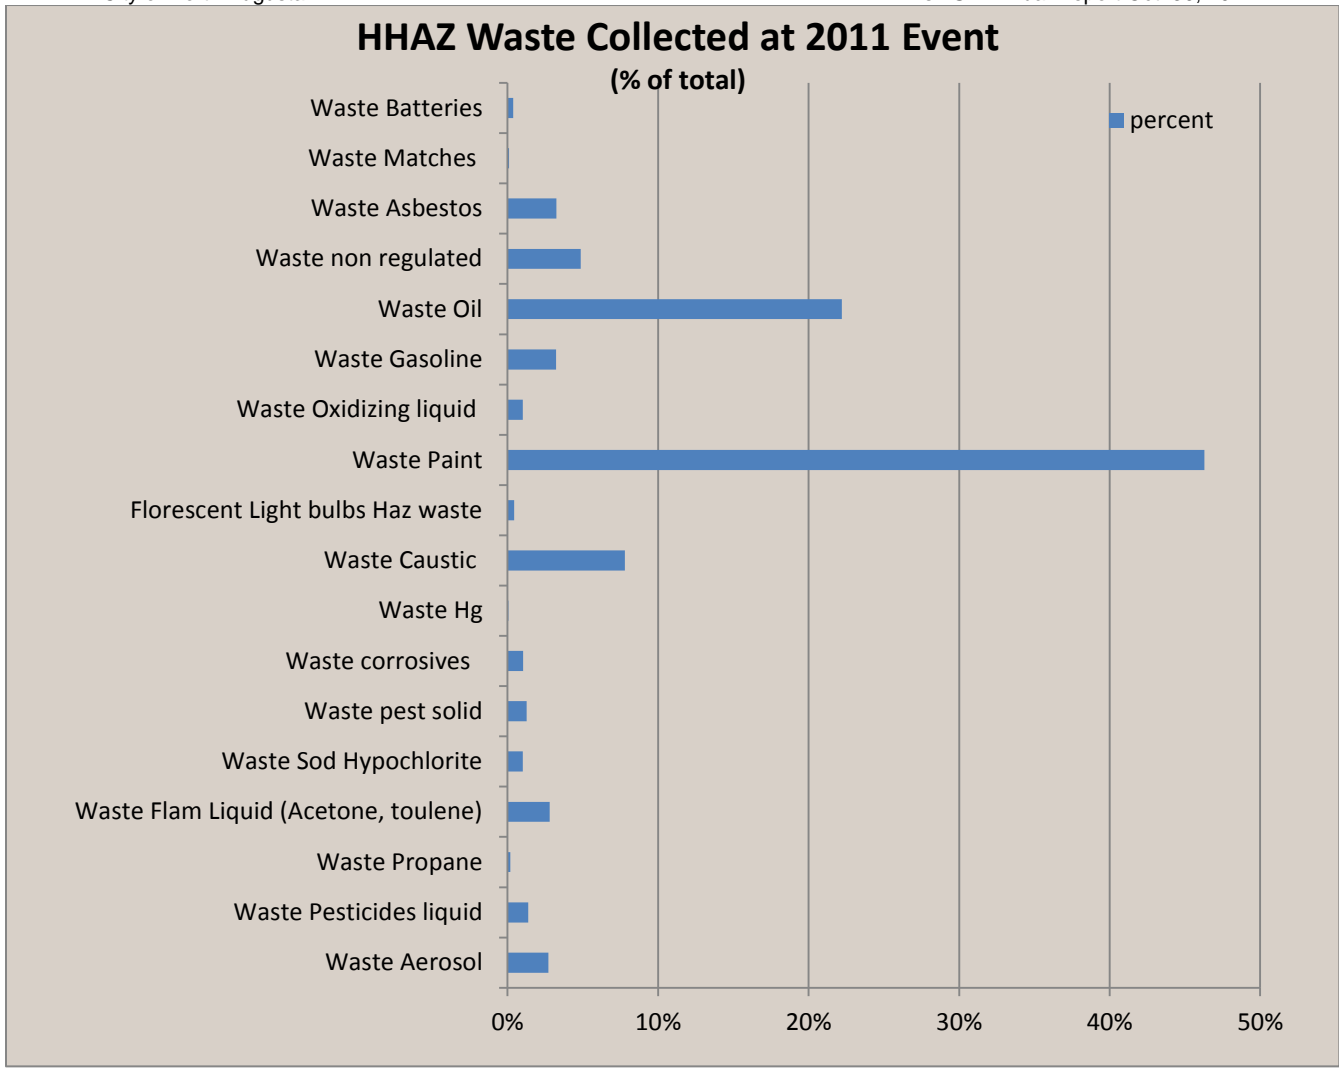 HHAZ Waste Collected at 2011 Event
(% of total)
percent
Waste Batteries
Waste Matches
Waste Asbestos
Waste non regulated
Waste Oil
Waste Gasoline
Waste Oxidizing liquid
Waste Paint
Florescent Light bulbs Haz waste
Waste Caustic
Waste Hg
Waste corrosives
Waste pest solid
Waste Sod Hypochlorite
Waste Flam Liquid (Acetone, toulene)
Waste Propane
Waste Pesticides liquid
Waste Aerosol
0% 10% 20% 30% 40% 50%